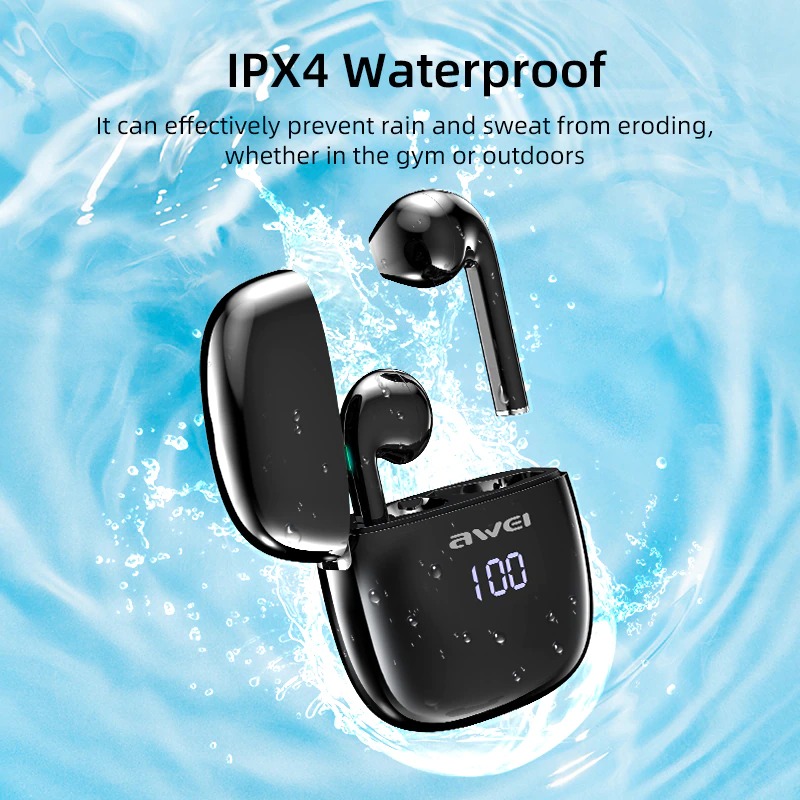 IPX4 Waterproof
It can effectively prevent rain and sweat from eroding,
whether in the gym or outdoors
awei
100